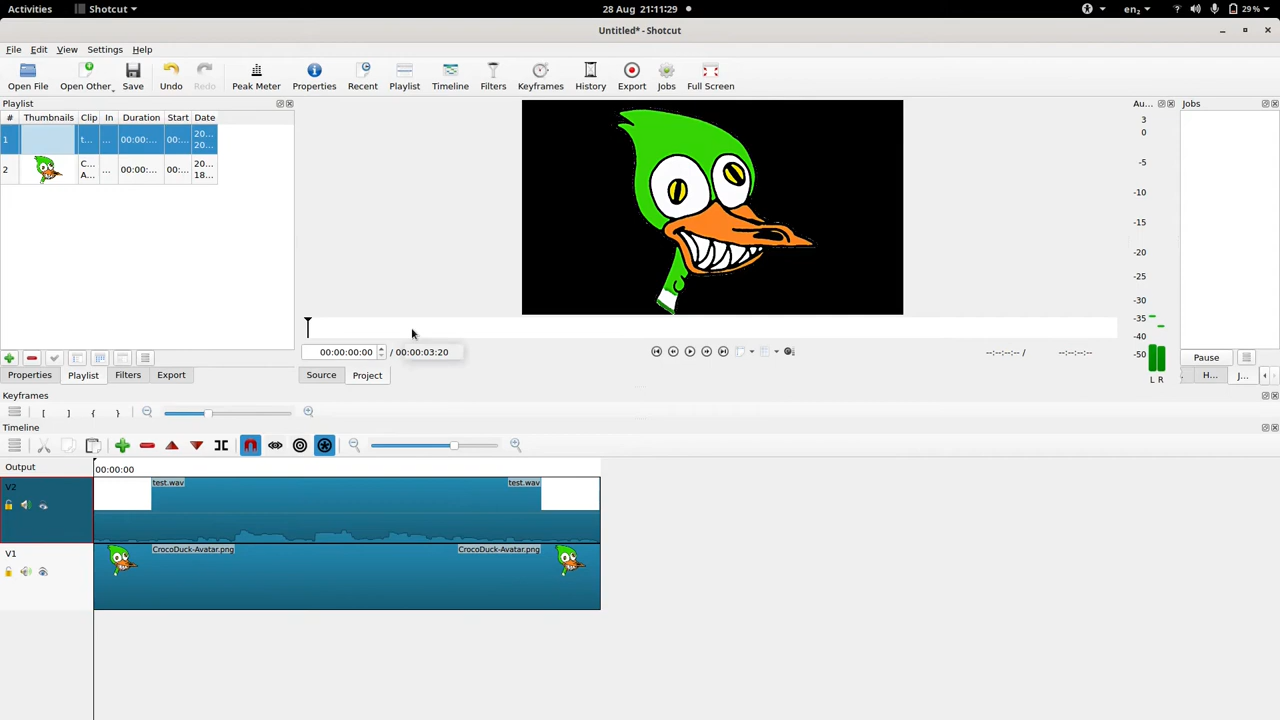 Activities Shotcut 28 Aug 21:11:29 en₂ 29%
Untitled* - Shotcut
File Edit View Settings Help
Open File Open Other Save Undo Redo Peak Meter Properties Recent Playlist Timeline Filters Keyframes History Export Jobs Full Screen
Playlist Au... Jobs
# Thumbnails Clip In Duration Start Date
1 t... ... 00:00:... 00:... 20...
20...
2 C... ... 00:00:... 00:... 20...
A... 18...
3
0
-5
-10
-15
-20
-25
-30
-35
-40
-50
L R
00:00:00:00 / 00:00:03:20 --:--:--:-- / --:--:--:--
Pause
Properties Playlist Filters Export Source Project H... J...
Keyframes
[ ] { }
Timeline
Output 00:00:00
V2 test.wav test.wav
V1 CrocoDuck-Avatar.png CrocoDuck-Avatar.png